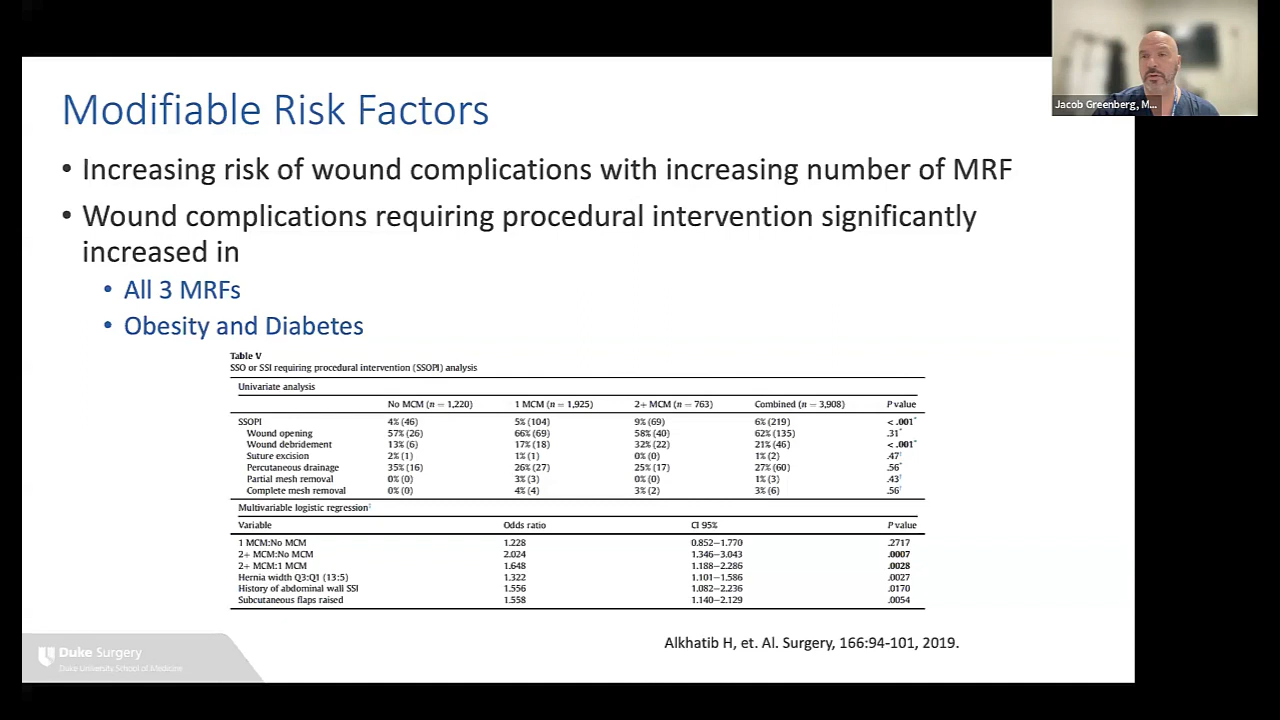 Jacob Greenberg, M...
Modifiable Risk Factors
• Increasing risk of wound complications with increasing number of MRF
• Wound complications requiring procedural intervention significantly
increased in
• All 3 MRFs
• Obesity and Diabetes
Table V
SSO or SSI requiring procedural intervention (SSOPI) analysis
Univariate analysis
No MCM (n = 1,220) 1 MCM (n = 1,925) 2+ MCM (n = 763) Combined (n = 3,908) P value
SSOPI 4% (46) 5% (104) 9% (69) 6% (219) < .001*
Wound opening 57% (26) 66% (69) 58% (40) 62% (135) .31*
Wound debridement 13% (6) 17% (18) 32% (22) 21% (46) < .001*
Suture excision 2% (1) 1% (1) 0% (0) 1% (2) .47†
Percutaneous drainage 35% (16) 26% (27) 25% (17) 27% (60) .56*
Partial mesh removal 0% (0) 3% (3) 0% (0) 1% (3) .43†
Complete mesh removal 0% (0) 4% (4) 3% (2) 3% (6) .56†
Multivariable logistic regression‡
Variable Odds ratio CI 95% P value
1 MCM:No MCM 1.228 0.852–1.770 .2717
2+ MCM:No MCM 2.024 1.346–3.043 .0007
2+ MCM:1 MCM 1.648 1.188–2.286 .0028
Hernia width Q3:Q1 (13:5) 1.322 1.101–1.586 .0027
History of abdominal wall SSI 1.556 1.082–2.236 .0170
Subcutaneous flaps raised 1.558 1.140–2.129 .0054
Alkhatib H, et. Al. Surgery, 166:94-101, 2019.
Duke Surgery
Duke University School of Medicine